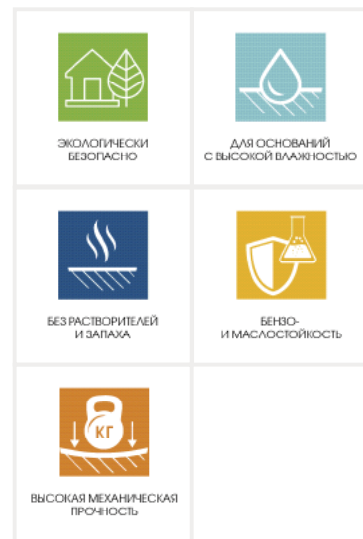 ЭКОЛОГИЧЕСКИ
БЕЗОПАСНО
ДЛЯ ОСНОВАНИЙ
С ВЫСОКОЙ ВЛАЖНОСТЬЮ
БЕЗ РАСТВОРИТЕЛЕЙ
И ЗАПАХА
БЕНЗО-
И МАСЛОСТОЙКОСТЬ
КГ
ВЫСОКАЯ МЕХАНИЧЕСКАЯ
ПРОЧНОСТЬ